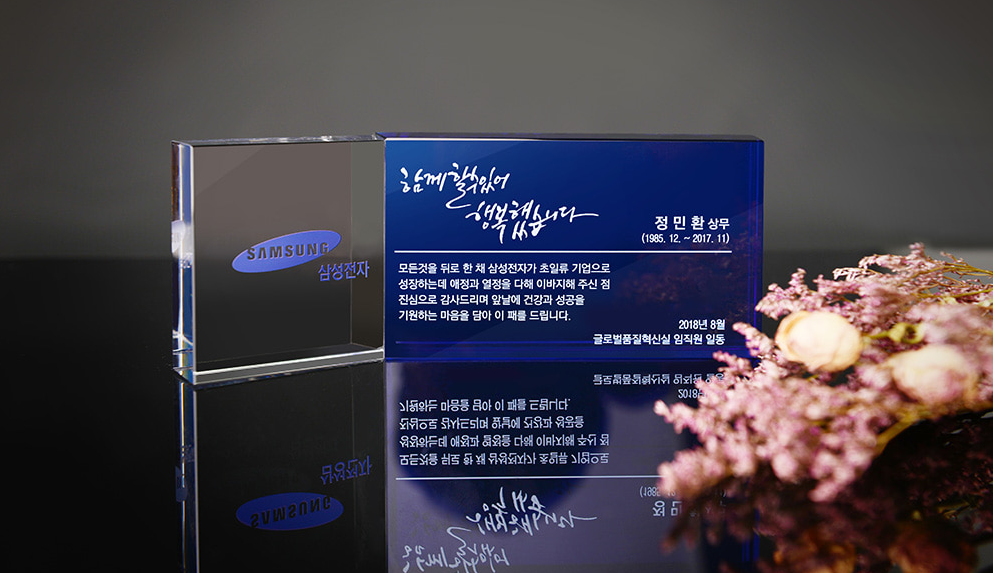 SAMSUNG
삼성전자
함께 할 수 있어
행복했습니다
정 민 환 상무
(1985. 12. ~ 2017. 11)
모든것을 뒤로 한 채 삼성전자가 초일류 기업으로
성장하는데 애정과 열정을 다해 이바지해 주신 점
진심으로 감사드리며 앞날에 건강과 성공을
기원하는 마음을 담아 이 패를 드립니다.
2018년 8월
글로벌품질혁신실 임직원 일동